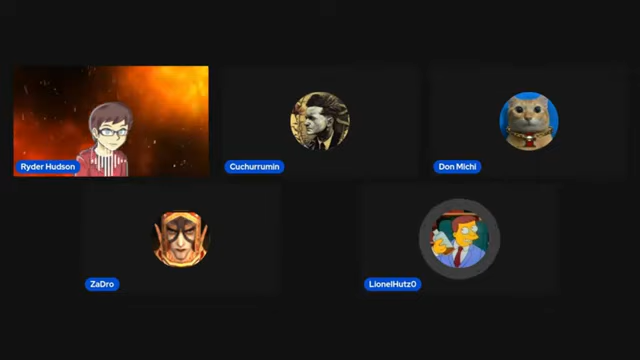 Ryder Hudson
Cuchurrumin
Don Michi
ZaDro
LionelHutz0